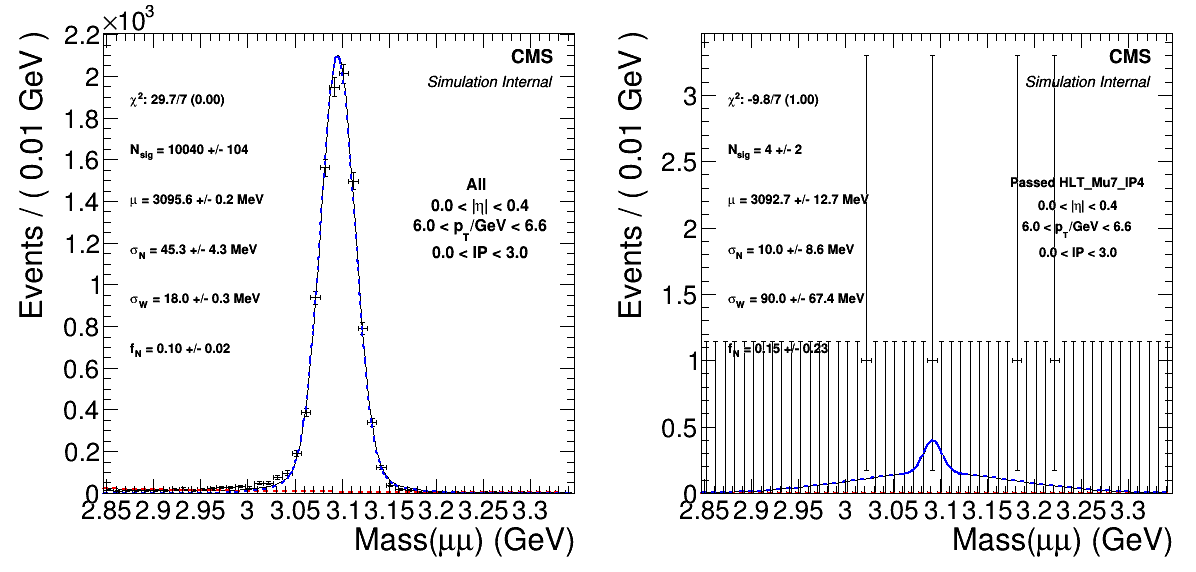 ×10³
CMS
Simulation Internal
χ²: 29.7/7 (0.00)
N_sig = 10040 +/- 104
μ = 3095.6 +/- 0.2 MeV
σ_N = 45.3 +/- 4.3 MeV
σ_W = 18.0 +/- 0.3 MeV
f_N = 0.10 +/- 0.02
All
0.0 < |η| < 0.4
6.0 < p_T/GeV < 6.6
0.0 < IP < 3.0
Events / ( 0.01 GeV )
2.2
2
1.8
1.6
1.4
1.2
1
0.8
0.6
0.4
0.2
0
2.85 2.9 2.95 3 3.05 3.1 3.15 3.2 3.25 3.3
Mass(μμ) (GeV)
CMS
Simulation Internal
χ²: -9.8/7 (1.00)
N_sig = 4 +/- 2
μ = 3092.7 +/- 12.7 MeV
σ_N = 10.0 +/- 8.6 MeV
σ_W = 90.0 +/- 67.4 MeV
f_N = 0.15 +/- 0.23
Passed HLT_Mu7_IP4
0.0 < |η| < 0.4
6.0 < p_T/GeV < 6.6
0.0 < IP < 3.0
Events / ( 0.01 GeV )
3
2.5
2
1.5
1
0.5
0
2.85 2.9 2.95 3 3.05 3.1 3.15 3.2 3.25 3.3
Mass(μμ) (GeV)